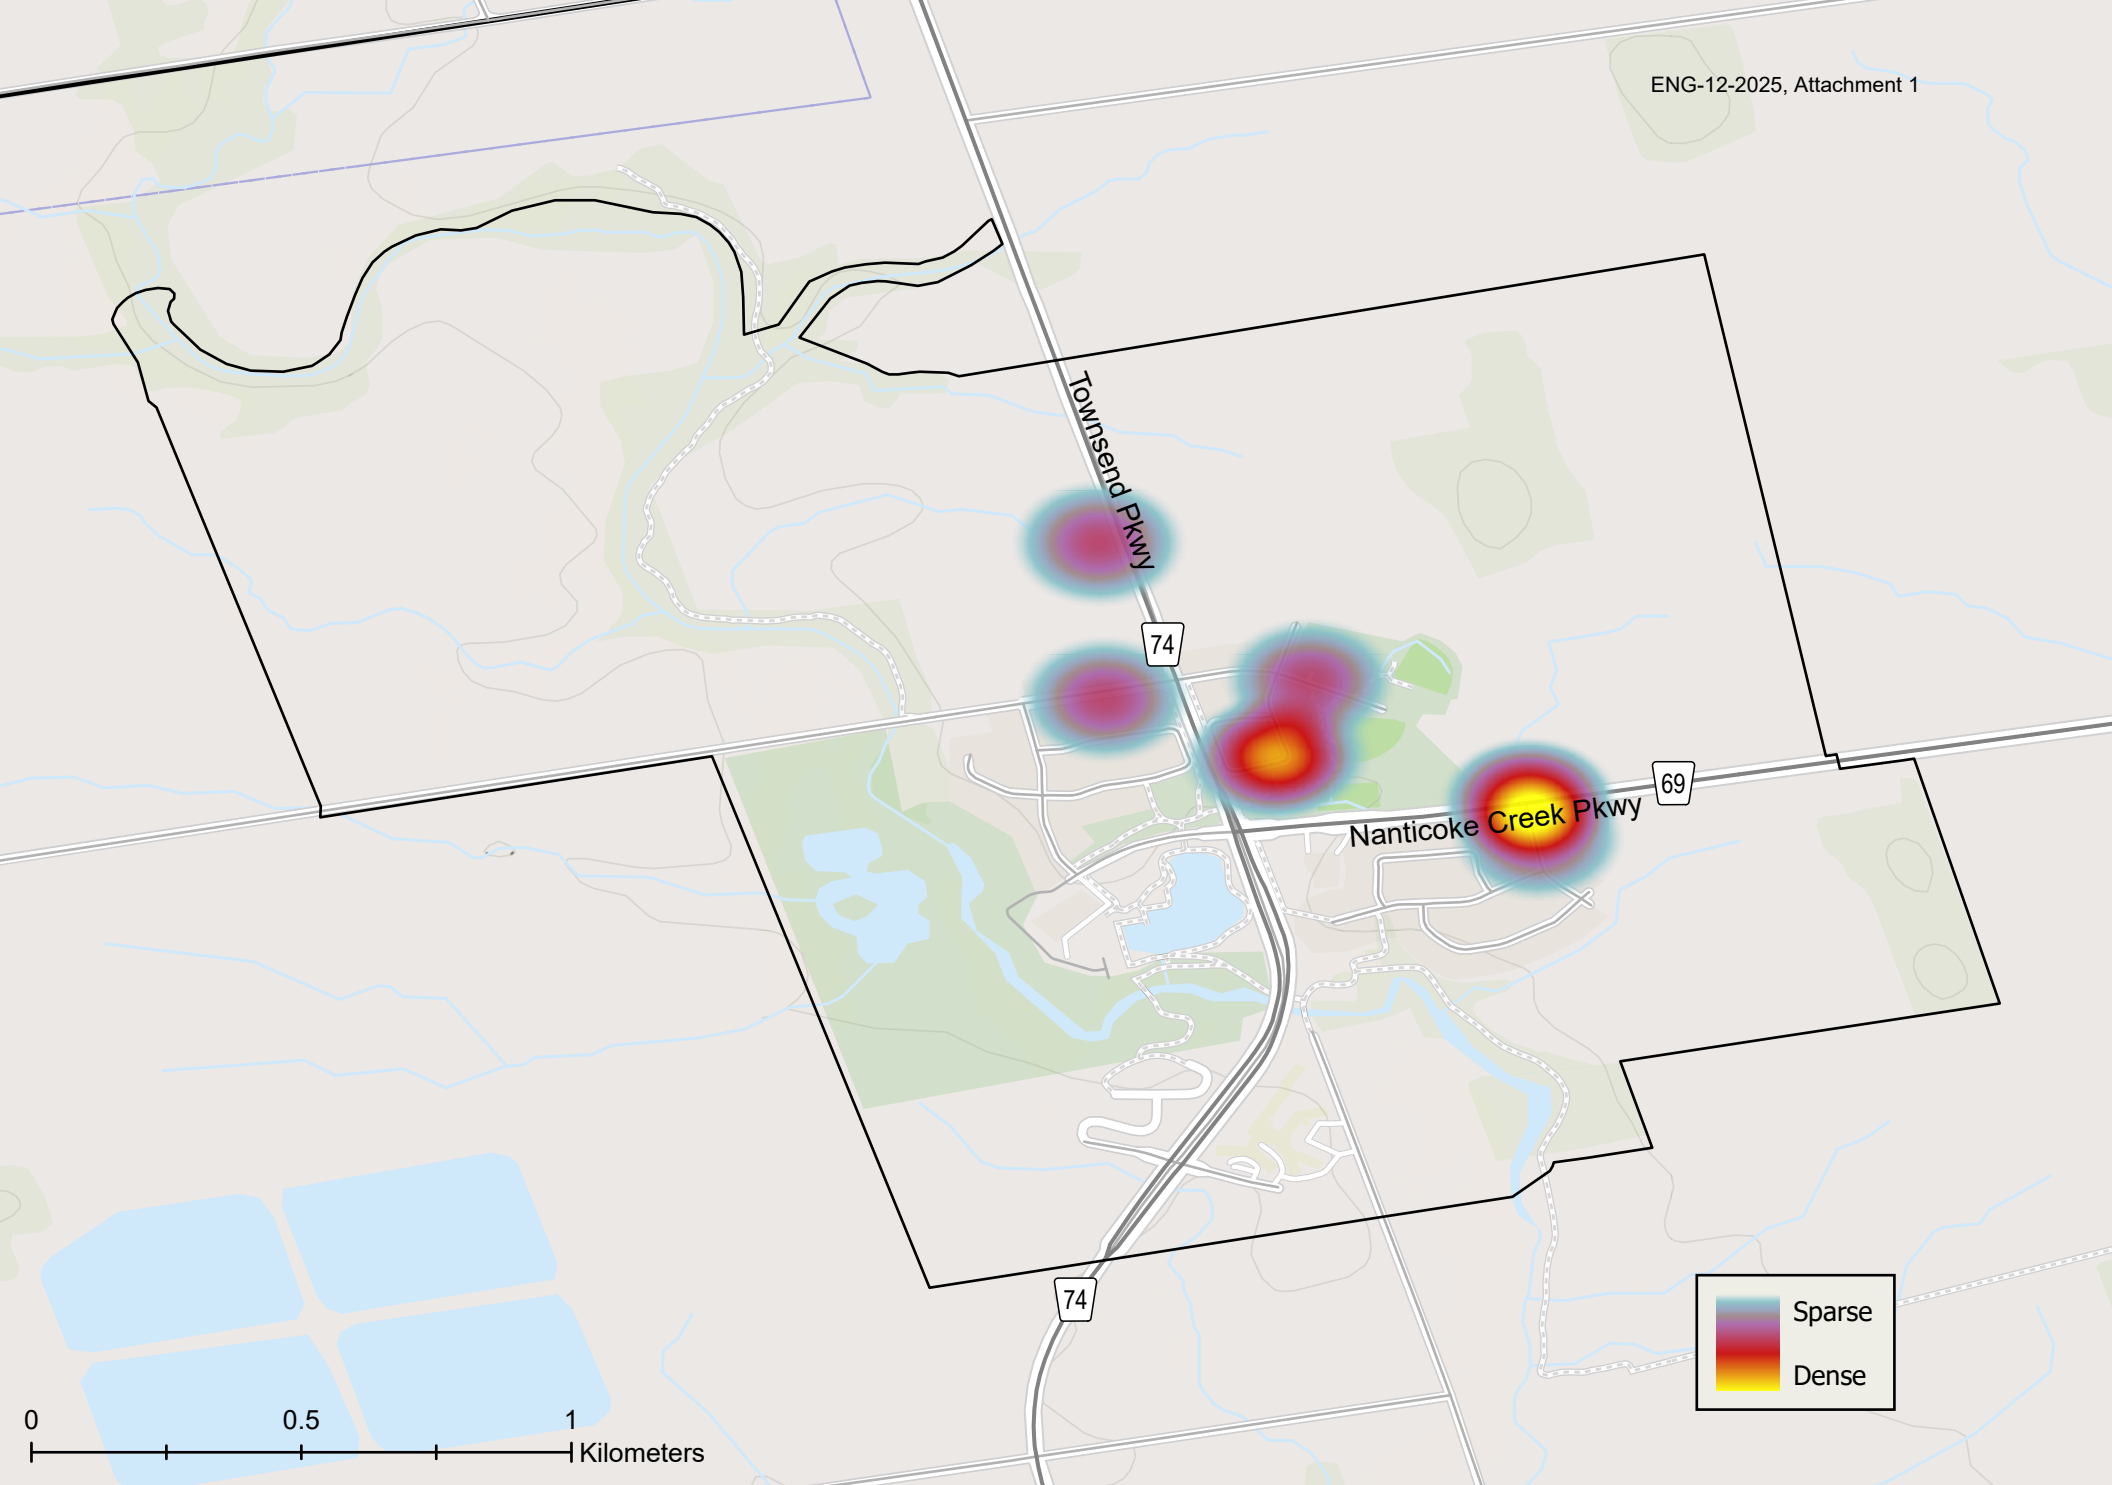 ENG-12-2025, Attachment 1
Townsend Pkwy
74
69
Nanticoke Creek Pkwy
74
Sparse
Dense
0 0.5 1
Kilometers